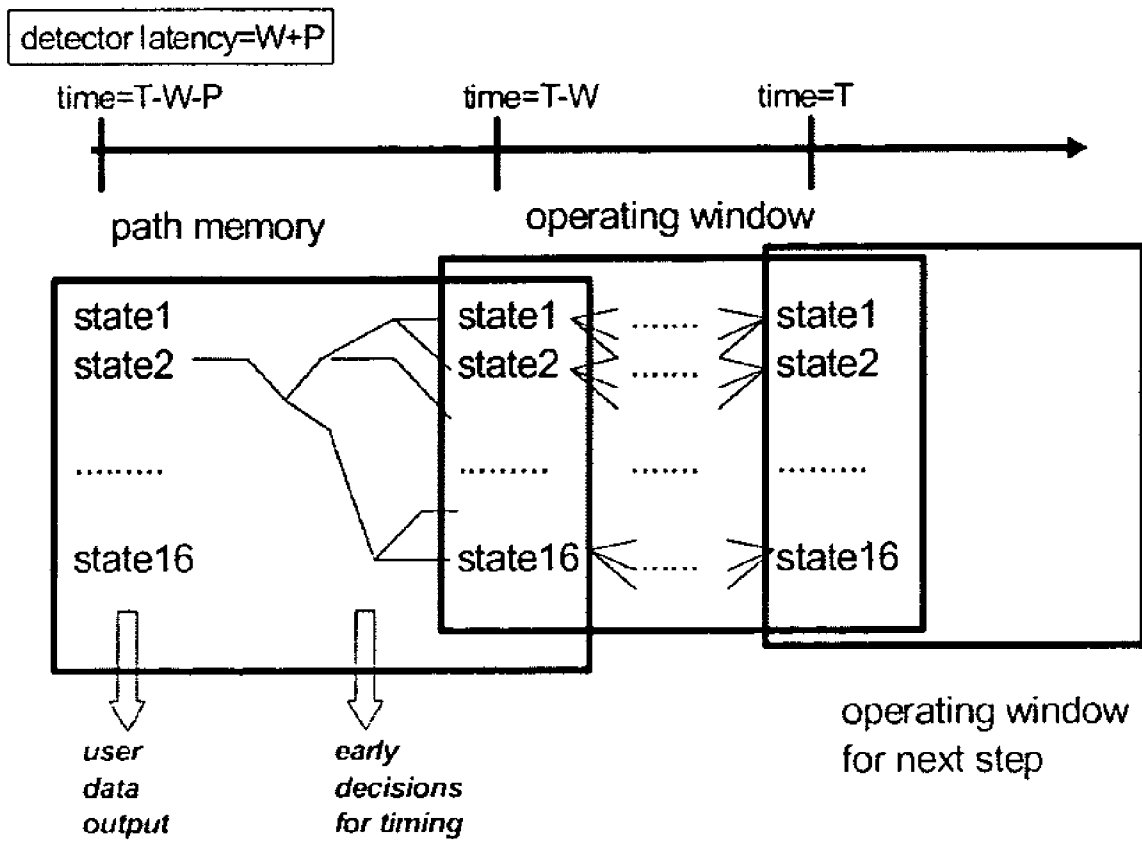 detector latency=W+P
time=T-W-P time=T-W time=T
path memory operating window
state1 state1 ....... state1
state2 state2 ....... state2
......... ......... ....... .........
state16 state16 ....... state16
user
data
output
early
decisions
for timing
operating window
for next step